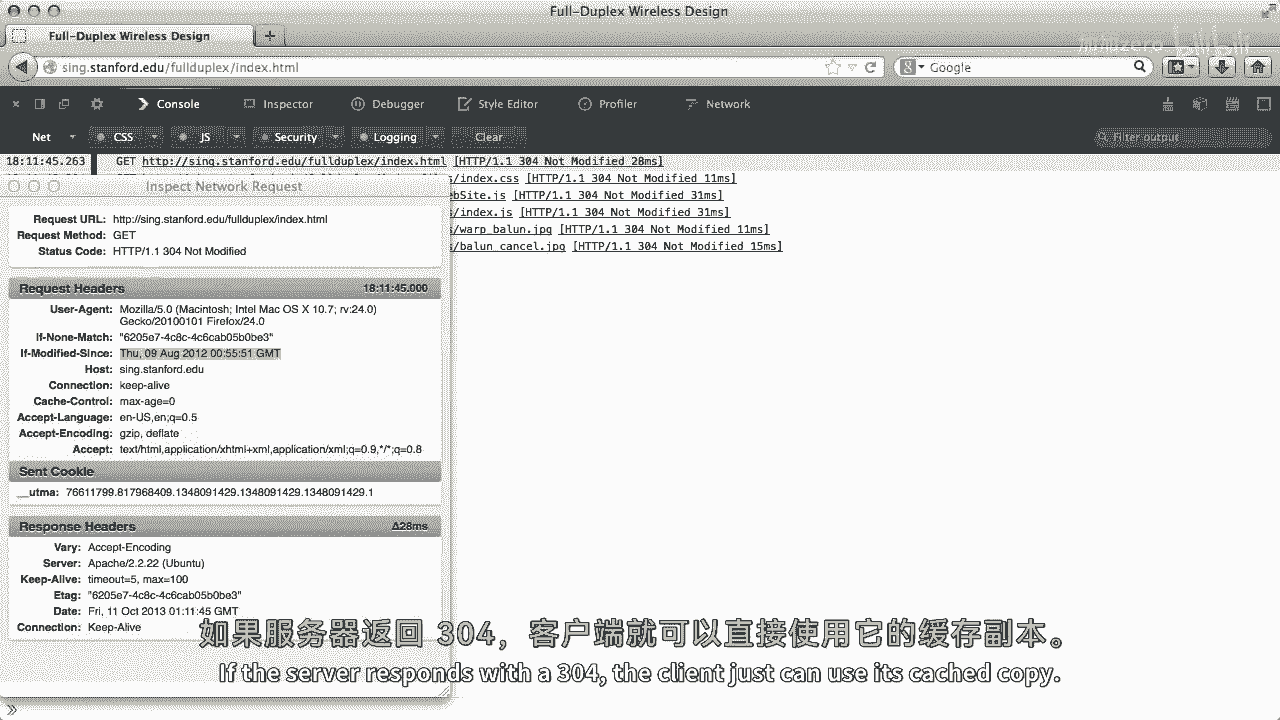 Full-Duplex Wireless Design
Full-Duplex Wireless Design
sing.stanford.edu/fullduplex/index.html
Google
Console
Inspector
Debugger
Style Editor
Profiler
Network
Net
CSS
JS
Security
Logging
Clear
Filter output
18:11:45.263 GET http://sing.stanford.edu/fullduplex/index.html [HTTP/1.1 304 Not Modified 28ms]
/index.css [HTTP/1.1 304 Not Modified 11ms]
ebSite.js [HTTP/1.1 304 Not Modified 31ms]
/index.js [HTTP/1.1 304 Not Modified 31ms]
/warp_balun.jpg [HTTP/1.1 304 Not Modified 11ms]
/balun_cancel.jpg [HTTP/1.1 304 Not Modified 15ms]
Inspect Network Request
Request URL: http://sing.stanford.edu/fullduplex/index.html
Request Method: GET
Status Code: HTTP/1.1 304 Not Modified
Request Headers 18:11:45.000
User-Agent: Mozilla/5.0 (Macintosh; Intel Mac OS X 10.7; rv:24.0)
Gecko/20100101 Firefox/24.0
If-None-Match: "6205e7-4c8c-4c6cab05b0be3"
If-Modified-Since: Thu, 09 Aug 2012 00:55:51 GMT
Host: sing.stanford.edu
Connection: keep-alive
Cache-Control: max-age=0
Accept-Language: en-US,en;q=0.5
Accept-Encoding: gzip, deflate
Accept: text/html,application/xhtml+xml,application/xml;q=0.9,*/*;q=0.8
Sent Cookie
__utma: 76611799.817968409.1348091429.1348091429.1348091429.1
Response Headers Δ28ms
Vary: Accept-Encoding
Server: Apache/2.2.22 (Ubuntu)
Keep-Alive: timeout=5, max=100
Etag: "6205e7-4c8c-4c6cab05b0be3"
Date: Fri, 11 Oct 2013 01:11:45 GMT
Connection: Keep-Alive
如果服务器返回 304，客户端就可以直接使用它的缓存副本。
If the server responds with a 304, the client just can use its cached copy.